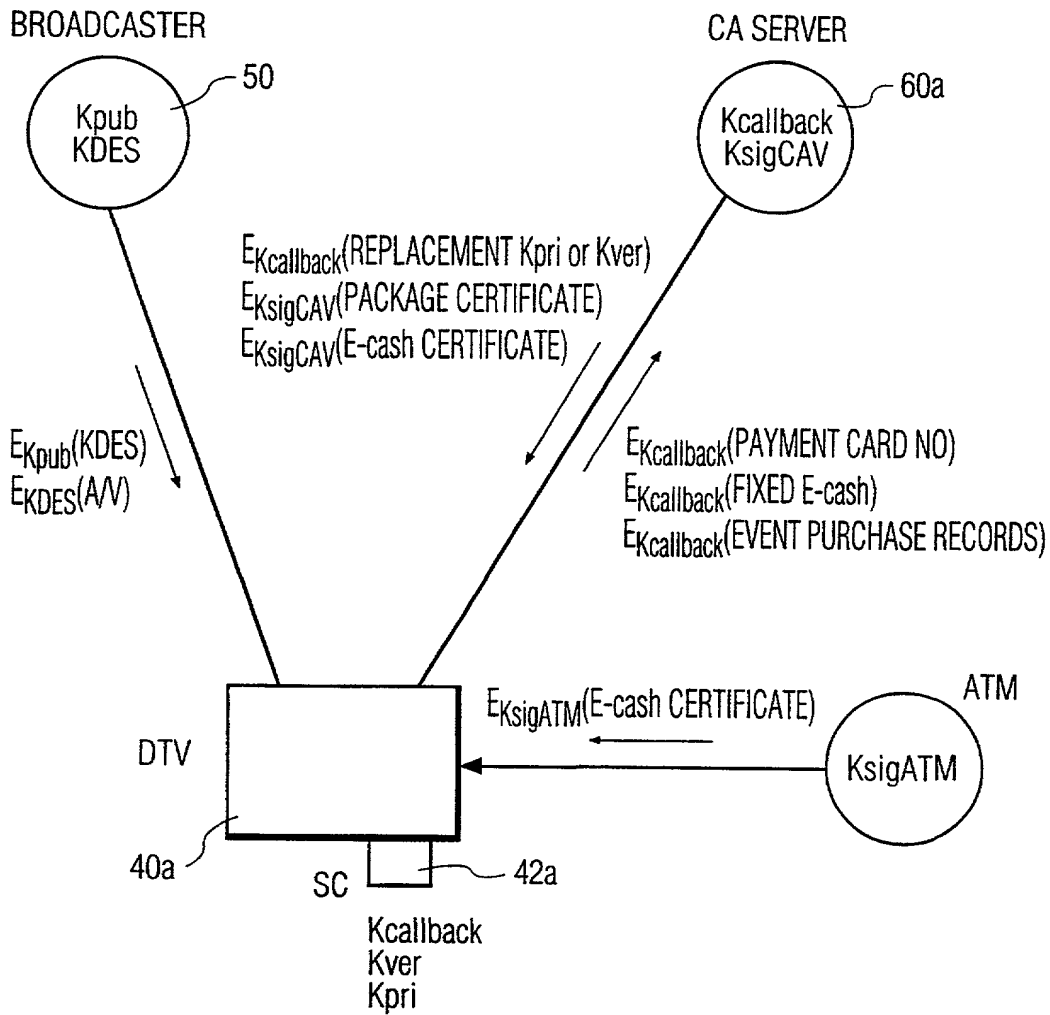 BROADCASTER
50
Kpub
KDES
CA SERVER
60a
Kcallback
KsigCAV
EKcallback(REPLACEMENT Kpri or Kver)
EKsigCAV(PACKAGE CERTIFICATE)
EKsigCAV(E-cash CERTIFICATE)
EKpub(KDES)
EKDES(A/V)
EKcallback(PAYMENT CARD NO)
EKcallback(FIXED E-cash)
EKcallback(EVENT PURCHASE RECORDS)
DTV
40a
EKsigATM(E-cash CERTIFICATE)
ATM
KsigATM
SC
42a
Kcallback
Kver
Kpri